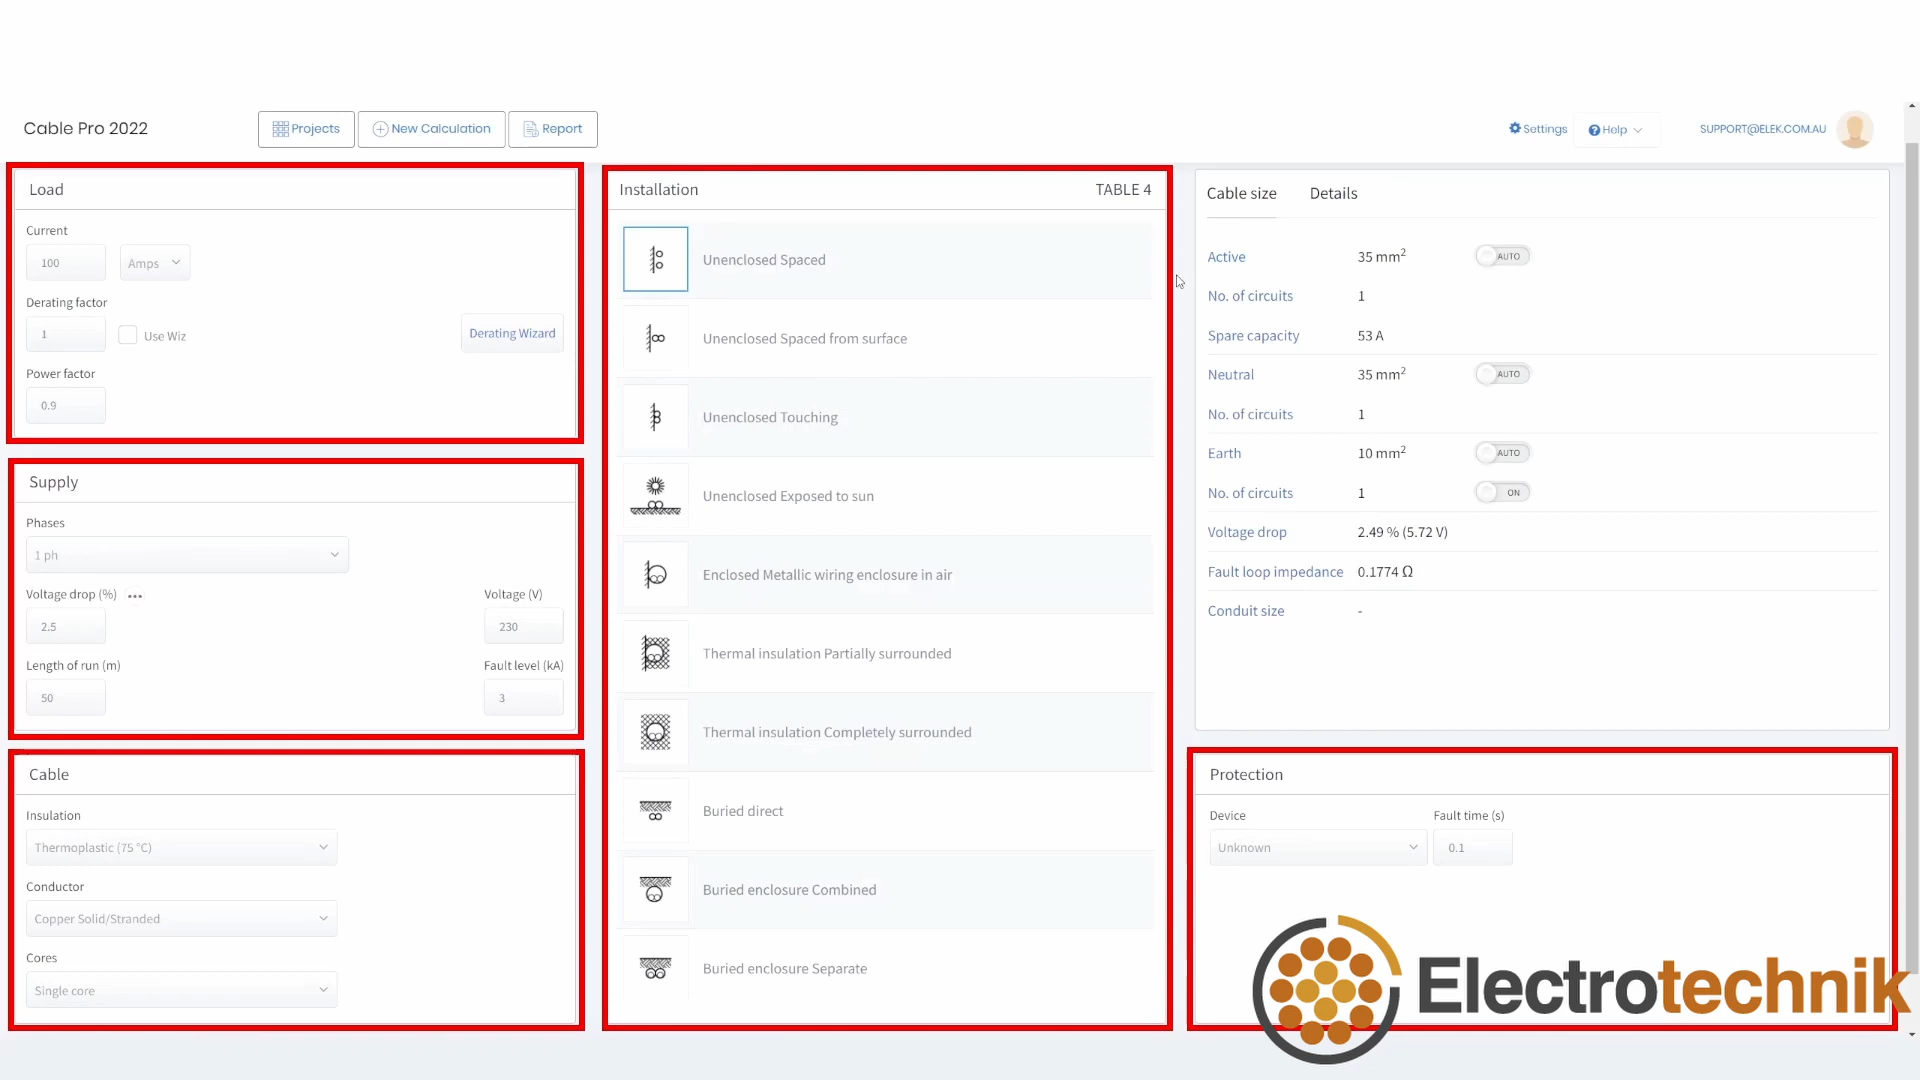 Cable Pro 2022
Projects
New Calculation
Report
Settings
Help
SUPPORT@ELEK.COM.AU
Load
Current
100
Amps
Derating factor
1
Use Wiz
Derating Wizard
Power factor
0.9
Supply
Phases
1 ph
Voltage drop (%)
Voltage (V)
2.5
230
Length of run (m)
Fault level (kA)
50
3
Cable
Insulation
Thermoplastic (75 °C)
Conductor
Copper Solid/Stranded
Cores
Single core
Installation TABLE 4
Unenclosed Spaced
Unenclosed Spaced from surface
Unenclosed Touching
Unenclosed Exposed to sun
Enclosed Metallic wiring enclosure in air
Thermal insulation Partially surrounded
Thermal insulation Completely surrounded
Buried direct
Buried enclosure Combined
Buried enclosure Separate
Cable size Details
Active 35 mm² AUTO
No. of circuits 1
Spare capacity 53 A
Neutral 35 mm² AUTO
No. of circuits 1
Earth 10 mm² AUTO
No. of circuits 1 ON
Voltage drop 2.49 % (5.72 V)
Fault loop impedance 0.1774 Ω
Conduit size -
Protection
Device Fault time (s)
Unknown 0.1
Electrotechnik